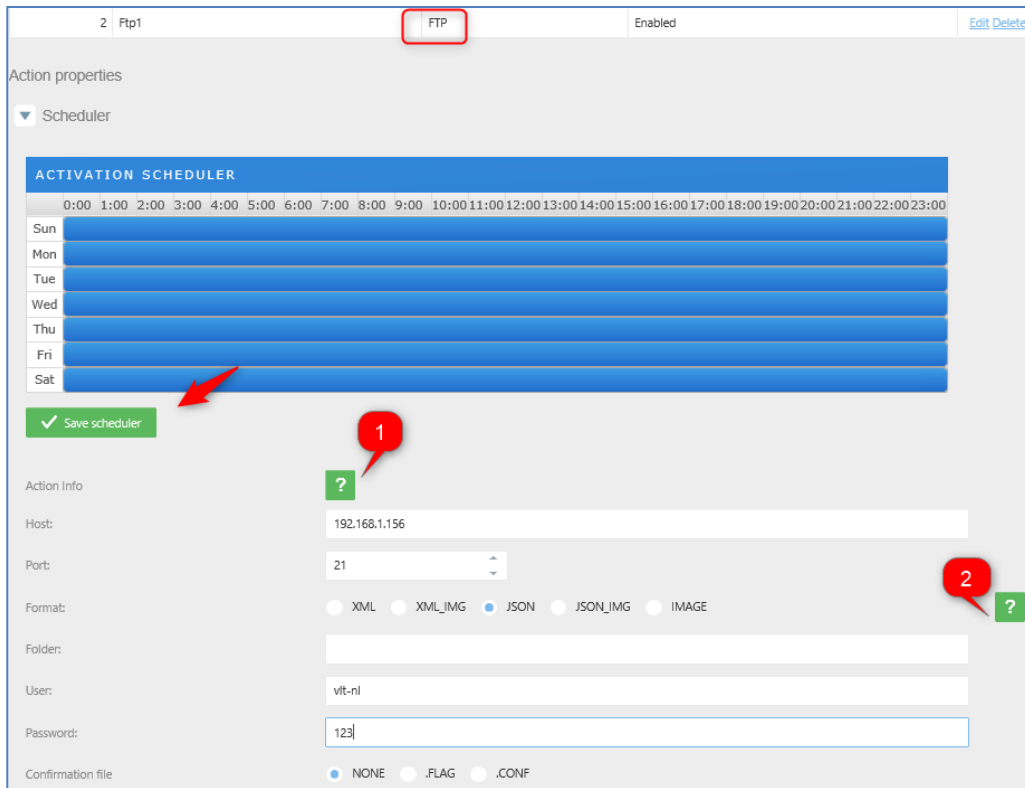 2 Ftp1 FTP Enabled Edit Delete
Action properties
Scheduler
ACTIVATION SCHEDULER
0:00 1:00 2:00 3:00 4:00 5:00 6:00 7:00 8:00 9:00 10:00 11:00 12:00 13:00 14:00 15:00 16:00 17:00 18:00 19:00 20:00 21:00 22:00 23:00
Sun
Mon
Tue
Wed
Thu
Fri
Sat
Save scheduler
1
Action Info ?
Host: 192.168.1.156
Port: 21
2
Format: XML XML_IMG JSON JSON_IMG IMAGE ?
Folder:
User: vlt-nl
Password: 123
Confirmation file NONE .FLAG .CONF